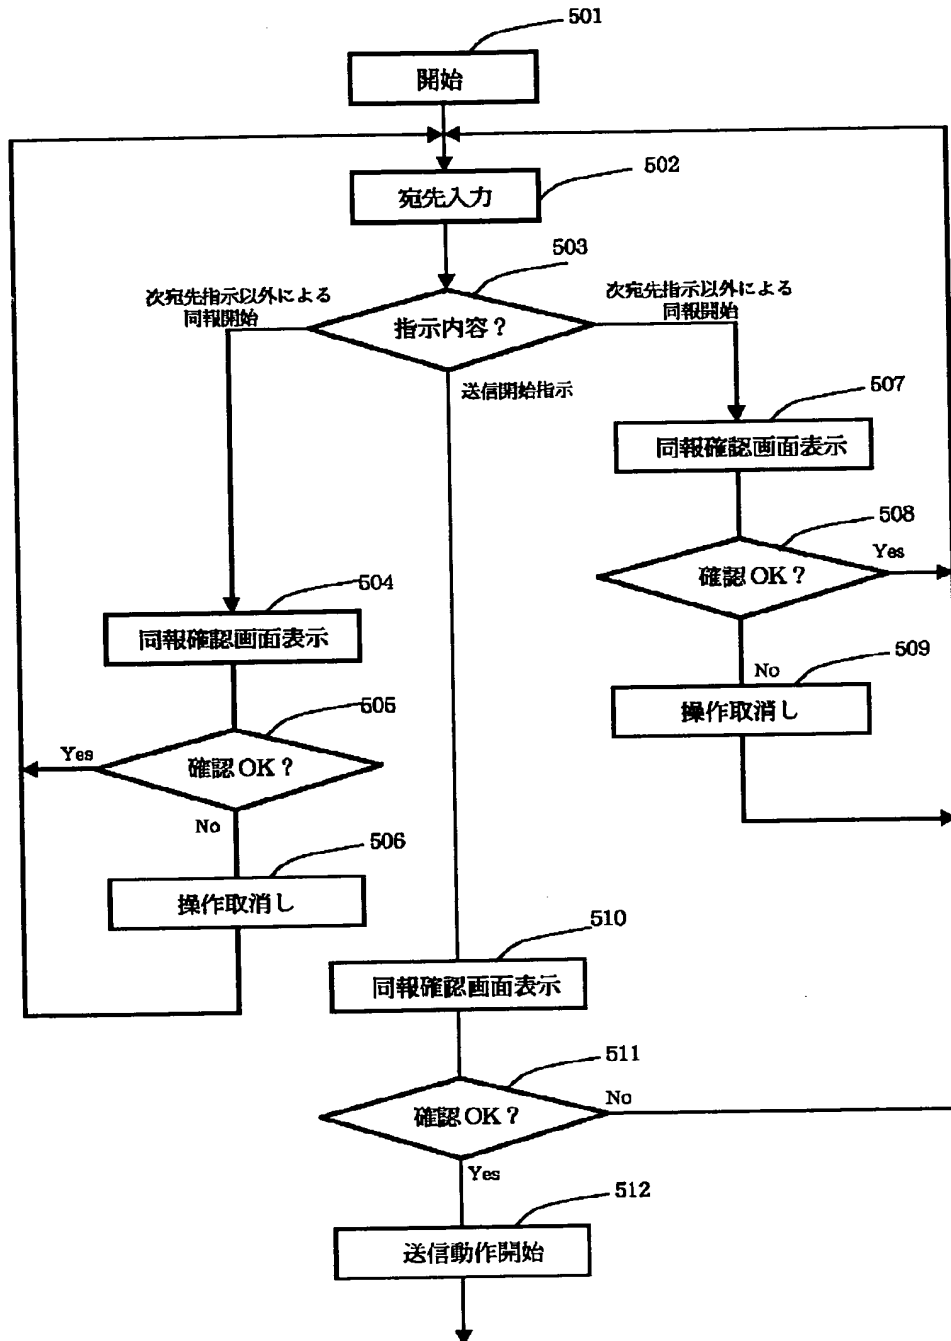 501
開始
502
宛先入力
503
次宛先指示以外による
同報開始
指示内容？
次宛先指示以外による
同報開始
送信開始指示
507
同報確認画面表示
508
確認OK？
Yes
504
同報確認画面表示
No
509
操作取消し
505
Yes
確認OK？
No
506
操作取消し
510
同報確認画面表示
511
確認OK？
No
Yes
512
送信動作開始